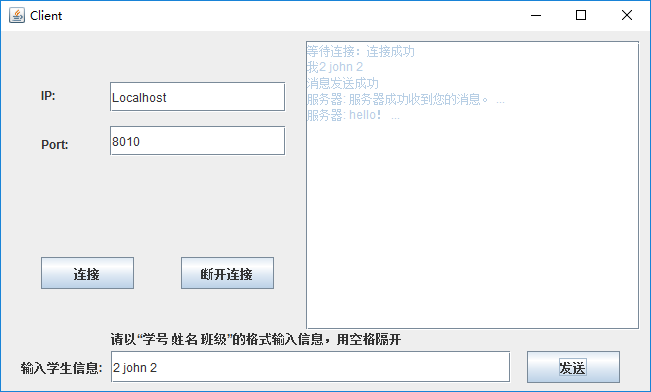 Client
IP:
Localhost
Port:
8010
连接
断开连接
等待连接：连接成功
我2 john 2
消息发送成功
服务器: 服务器成功收到您的消息。 ...
服务器: hello！ ...
请以“学号 姓名 班级”的格式输入信息，用空格隔开
输入学生信息:
2 john 2
发送